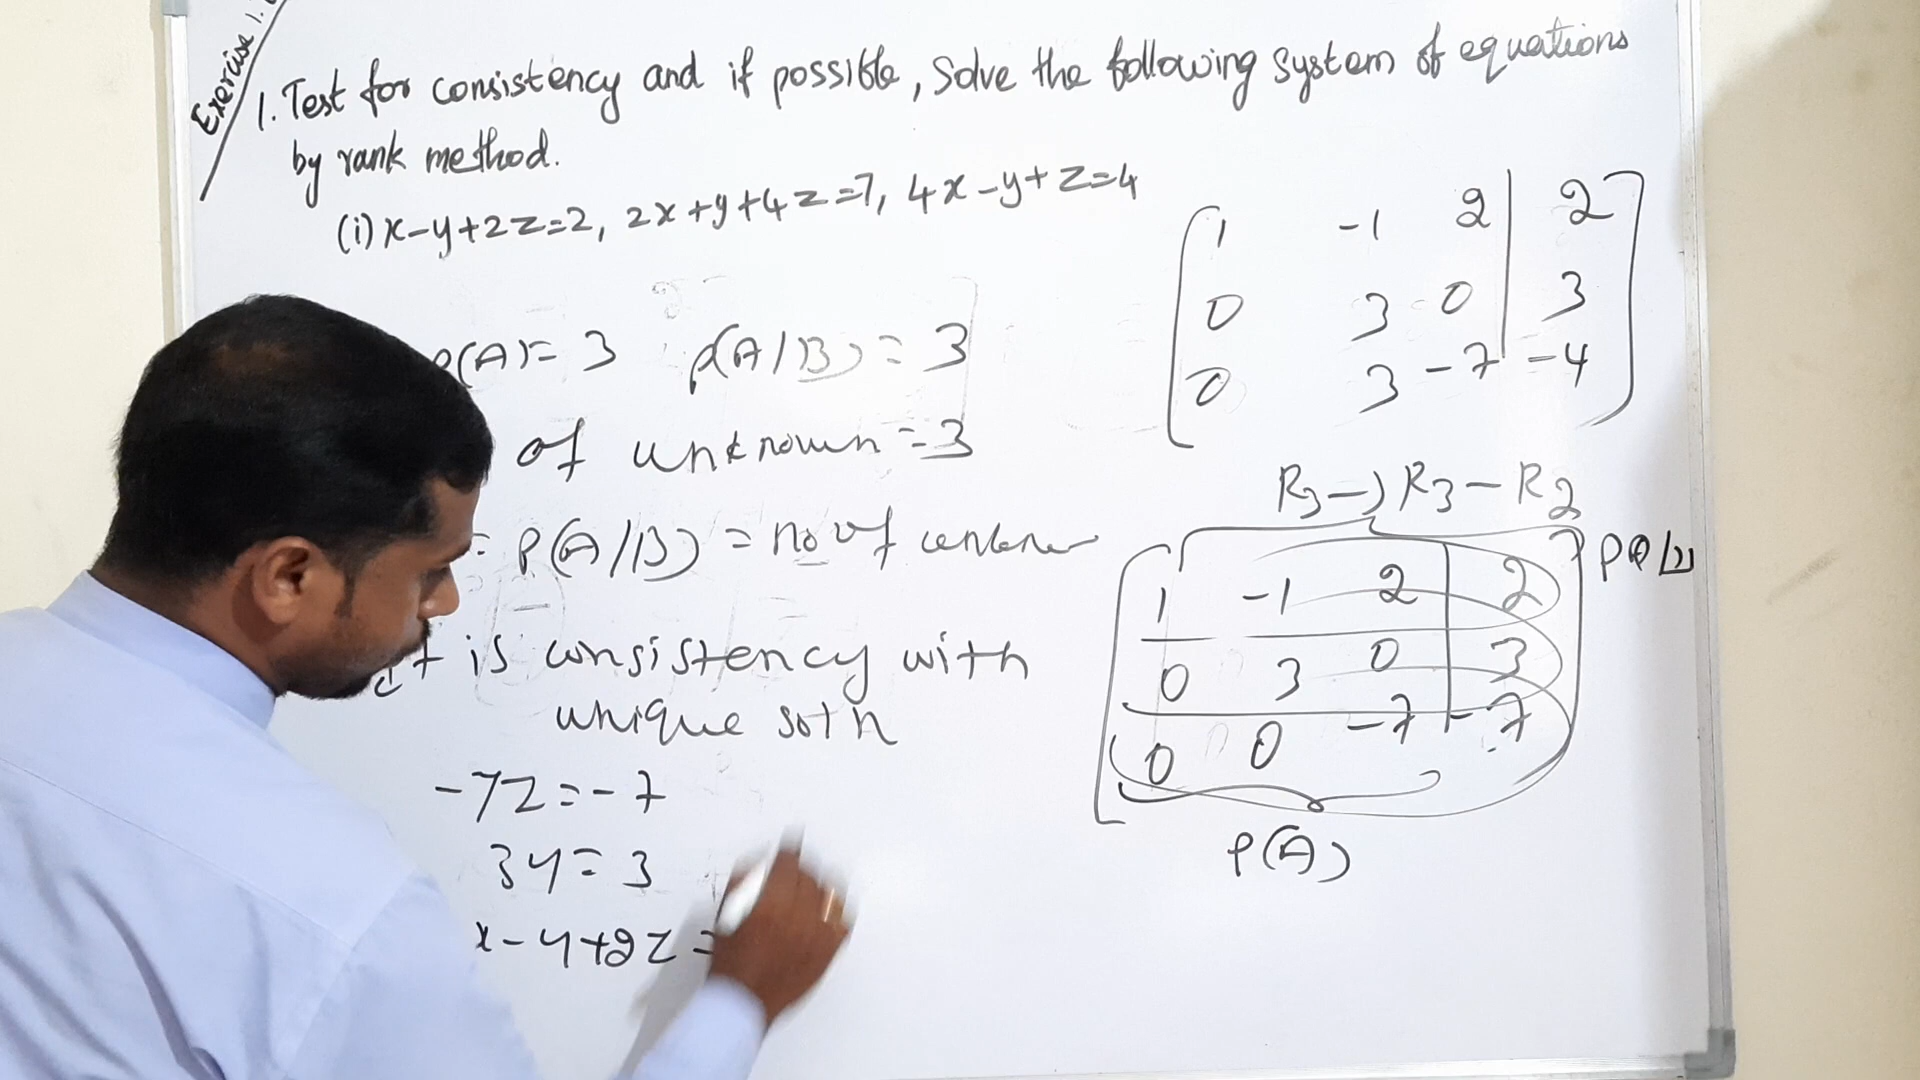 Exercise 1.
1. Test for consistency and if possible, Solve the following system of equations
by rank method.
(i) x-y+2z=2, 2x+y+4z=7, 4x-y+z=4
1 -1 2 | 2
0 3 0 | 3
0 3 -7 | -4
R3→R3-R2
1 -1 2 | 2
0 3 0 | 3
0 0 -7 | -7
ρ(A)
ρ(A)= 3 ρ(A/B)= 3
of unknown =3
= ρ(A/B) = no of
It is consistency with
unique soln
-7z=-7
3y=3
x-y+2z=